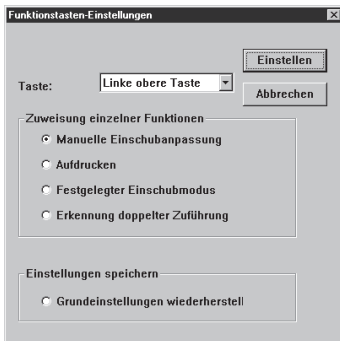 Funktionstasten-Einstellungen
Einstellen
Taste:
Linke obere Taste
Abbrechen
Zuweisung einzelner Funktionen
Manuelle Einschubanpassung
Aufdrucken
Festgelegter Einschubmodus
Erkennung doppelter Zuführung
Einstellungen speichern
Grundeinstellungen wiederherstell